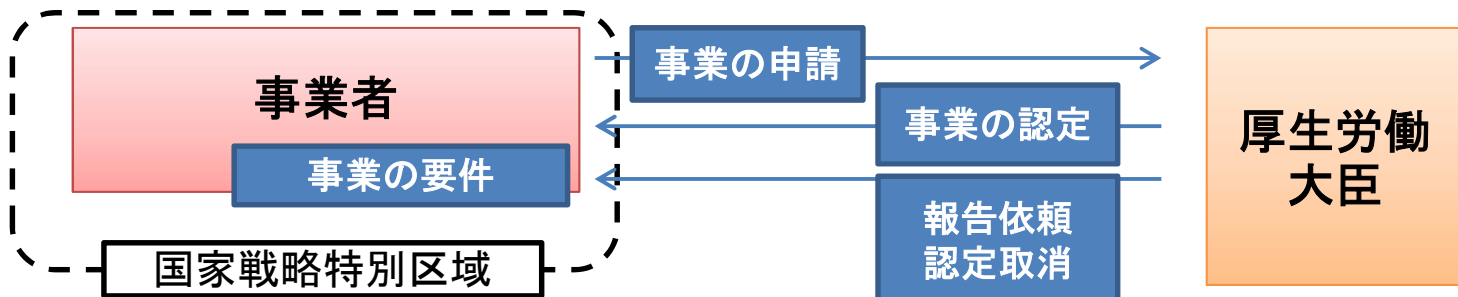 事業者
事業の要件
国家戦略特別区域
事業の申請
事業の認定
報告依頼
認定取消
厚生労働
大臣